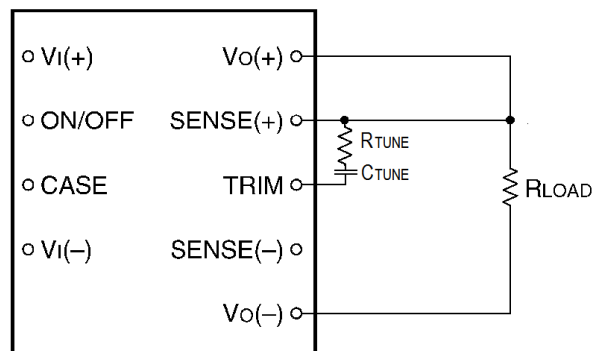 VI(+)
VO(+)
ON/OFF
SENSE(+)
RTUNE
CTUNE
CASE
TRIM
RLOAD
VI(–)
SENSE(–)
VO(–)